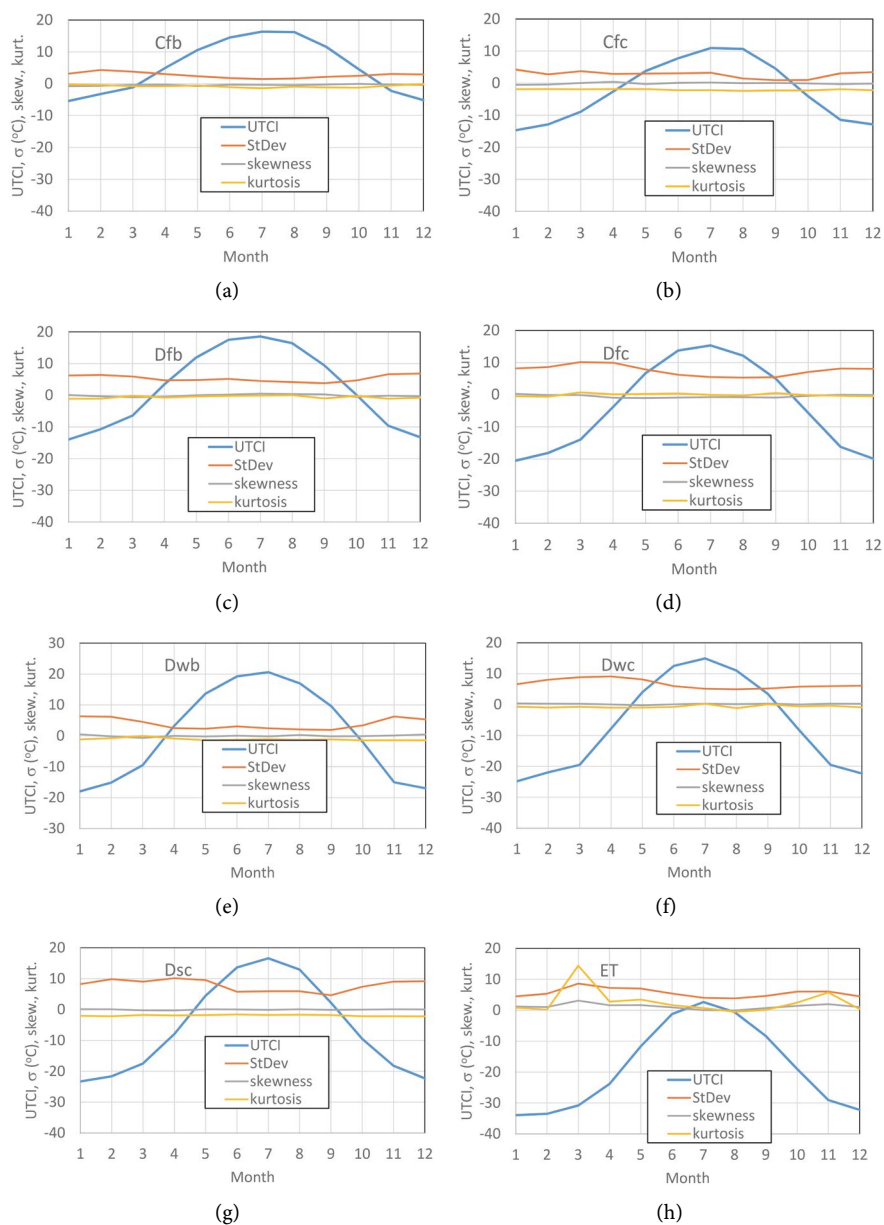 Cfb
UTCI, σ (°C), skew., kurt.
20
10
0
-10
-20
-30
-40
UTCI
StDev
skewness
kurtosis
1 2 3 4 5 6 7 8 9 10 11 12
Month
(a)
Cfc
UTCI, σ (°C), skew., kurt.
20
10
0
-10
-20
-30
-40
UTCI
StDev
skewness
kurtosis
1 2 3 4 5 6 7 8 9 10 11 12
Month
(b)
Dfb
UTCI, σ (°C), skew., kurt.
20
10
0
-10
-20
-30
-40
UTCI
StDev
skewness
kurtosis
1 2 3 4 5 6 7 8 9 10 11 12
Month
(c)
Dfc
UTCI, σ (°C), skew., kurt.
20
10
0
-10
-20
-30
-40
UTCI
StDev
skewness
kurtosis
1 2 3 4 5 6 7 8 9 10 11 12
Month
(d)
Dwb
UTCI, σ (°C), skew., kurt.
30
20
10
0
-10
-20
-30
UTCI
StDev
skewness
kurtosis
1 2 3 4 5 6 7 8 9 10 11 12
Month
(e)
Dwc
UTCI, σ (°C), skew., kurt.
20
10
0
-10
-20
-30
-40
UTCI
StDev
skewness
kurtosis
1 2 3 4 5 6 7 8 9 10 11 12
Month
(f)
Dsc
UTCI, σ (°C), skew., kurt.
20
10
0
-10
-20
-30
-40
UTCI
StDev
skewness
kurtosis
1 2 3 4 5 6 7 8 9 10 11 12
Month
(g)
ET
UTCI, σ (°C), skew., kurt.
20
10
0
-10
-20
-30
-40
UTCI
StDev
skewness
kurtosis
1 2 3 4 5 6 7 8 9 10 11 12
Month
(h)